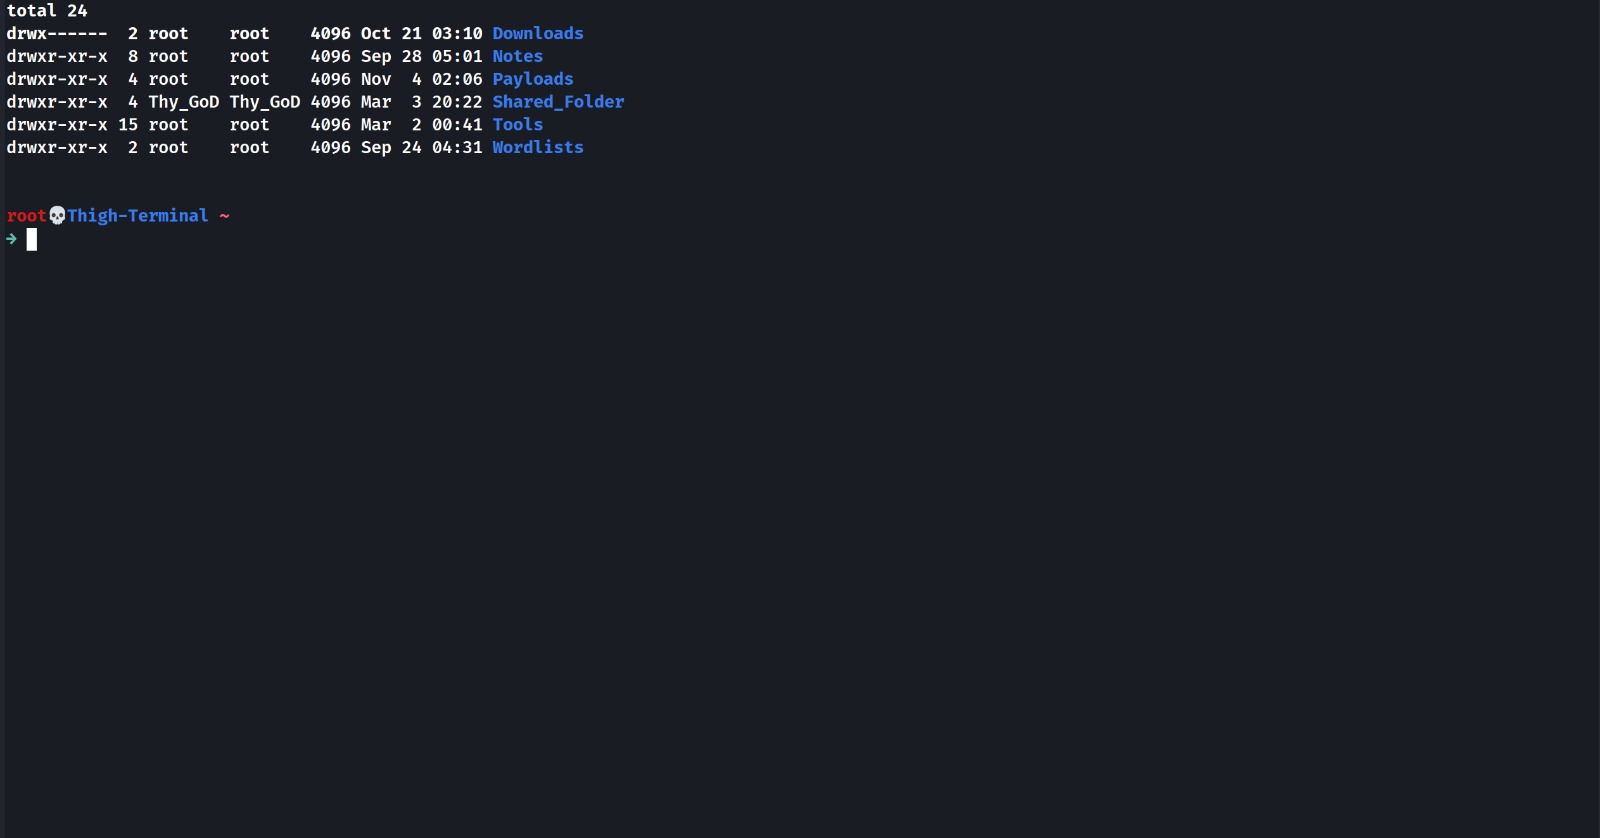 total 24
drwx------  2 root    root    4096 Oct 21 03:10 Downloads
drwxr-xr-x  8 root    root    4096 Sep 28 05:01 Notes
drwxr-xr-x  4 root    root    4096 Nov  4 02:06 Payloads
drwxr-xr-x  4 Thy_GoD Thy_GoD 4096 Mar  3 20:22 Shared_Folder
drwxr-xr-x 15 root    root    4096 Mar  2 00:41 Tools
drwxr-xr-x  2 root    root    4096 Sep 24 04:31 Wordlists
root💀Thigh-Terminal ~
→